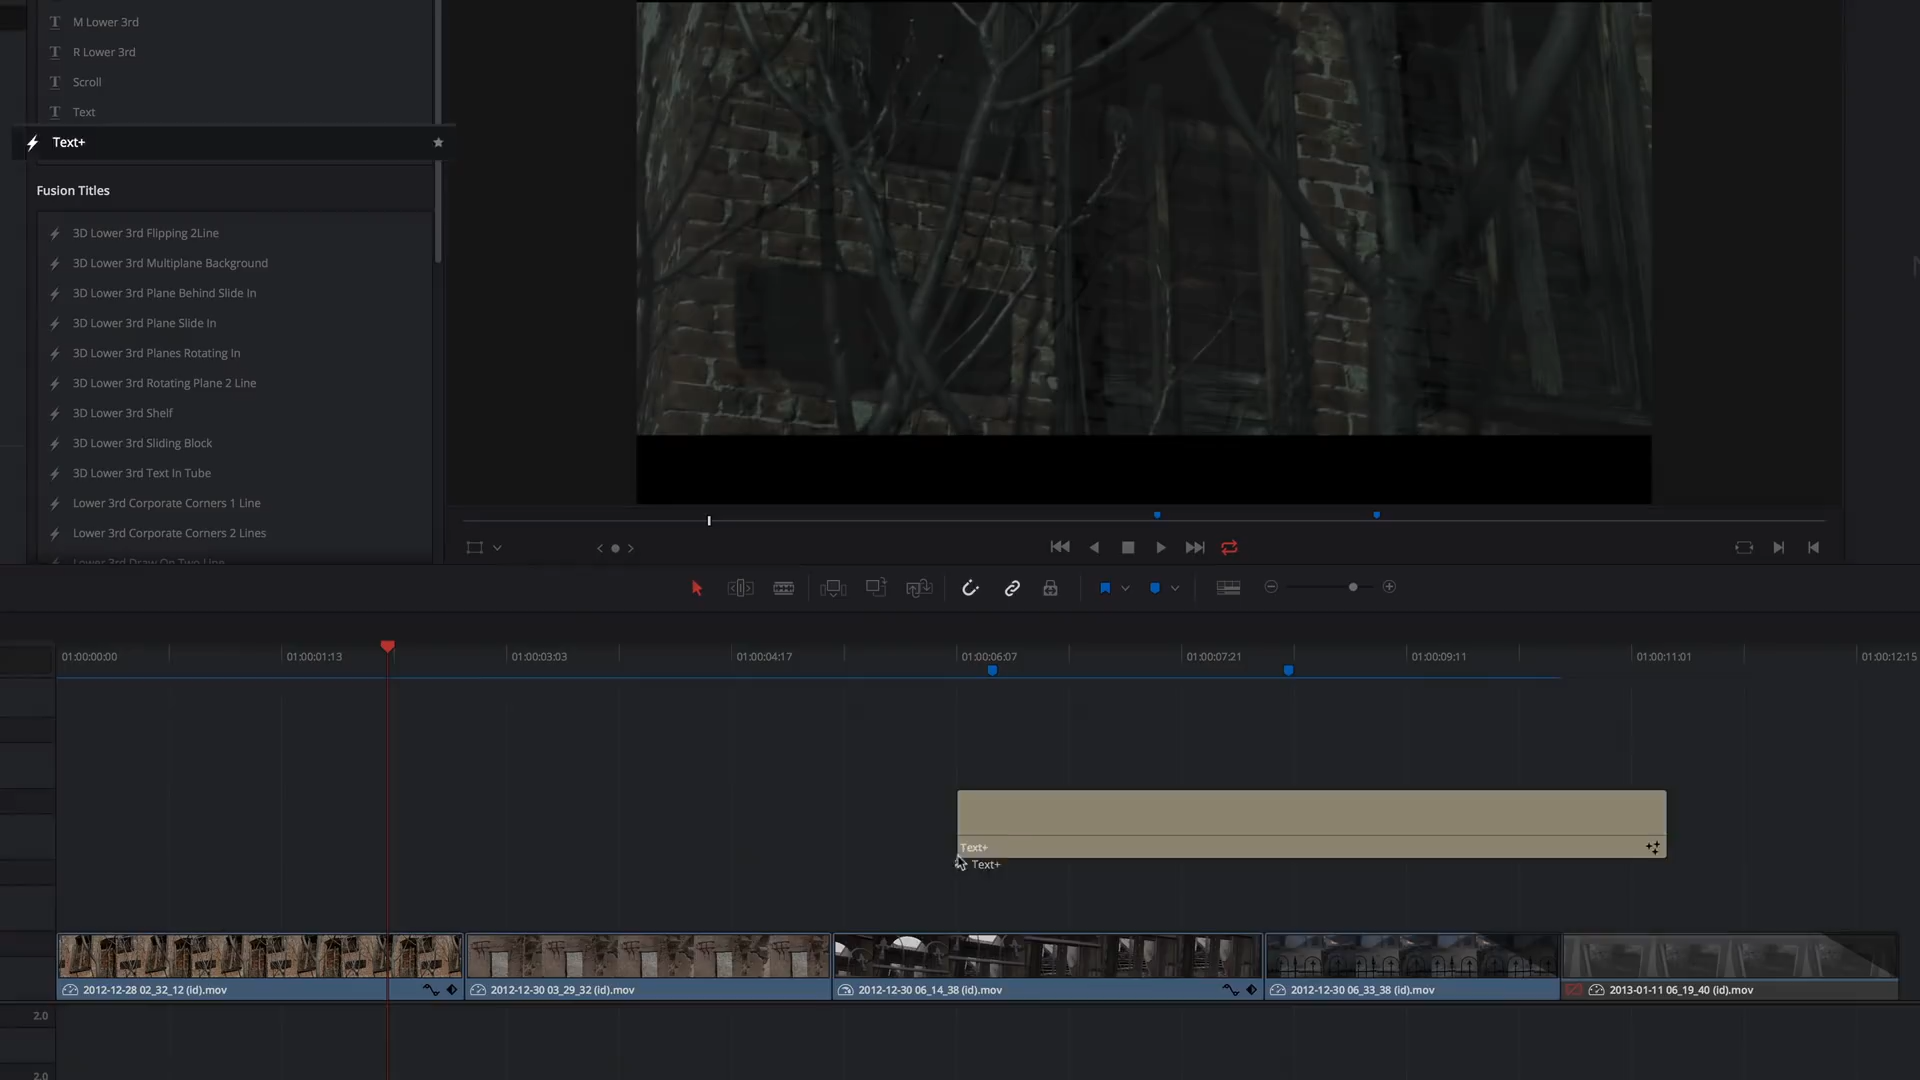 M Lower 3rd
R Lower 3rd
Scroll
Text
Text+
Fusion Titles
3D Lower 3rd Flipping 2Line
3D Lower 3rd Multiplane Background
3D Lower 3rd Plane Behind Slide In
3D Lower 3rd Plane Slide In
3D Lower 3rd Planes Rotating In
3D Lower 3rd Rotating Plane 2 Line
3D Lower 3rd Shelf
3D Lower 3rd Sliding Block
3D Lower 3rd Text In Tube
Lower 3rd Corporate Corners 1 Line
Lower 3rd Corporate Corners 2 Lines
Lower 3rd Draw On Two Line
01:00:00:00 01:00:01:13 01:00:03:03 01:00:04:17 01:00:06:07 01:00:07:21 01:00:09:11 01:00:11:01 01:00:12:15
Text+
Text+
2012-12-28 02_32_12 (id).mov 2012-12-30 03_29_32 (id).mov 2012-12-30 06_14_38 (id).mov 2012-12-30 06_33_38 (id).mov 2013-01-11 06_19_40 (id).mov
2.0
2.0